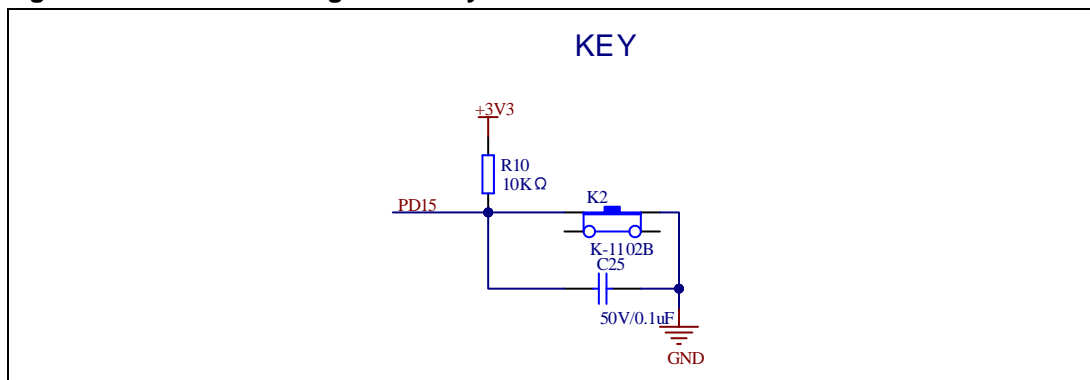 KEY
+3V3
R10
10KΩ
PD15
K2
K-1102B
C25
50V/0.1uF
GND